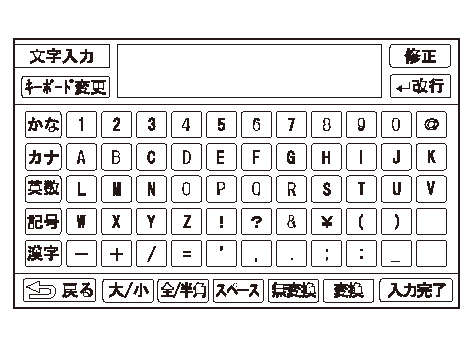 文字入力 修正
キーボード変更 ↵改行
かな 1 2 3 4 5 6 7 8 9 0 @
カナ A B C D E F G H I J K
英数 L M N O P Q R S T U V
記号 W X Y Z ! ? & ¥ ( )
漢字 － + / = ' , . ; : _
戻る 大/小 全/半角 スペース 無変換 変換 入力完了